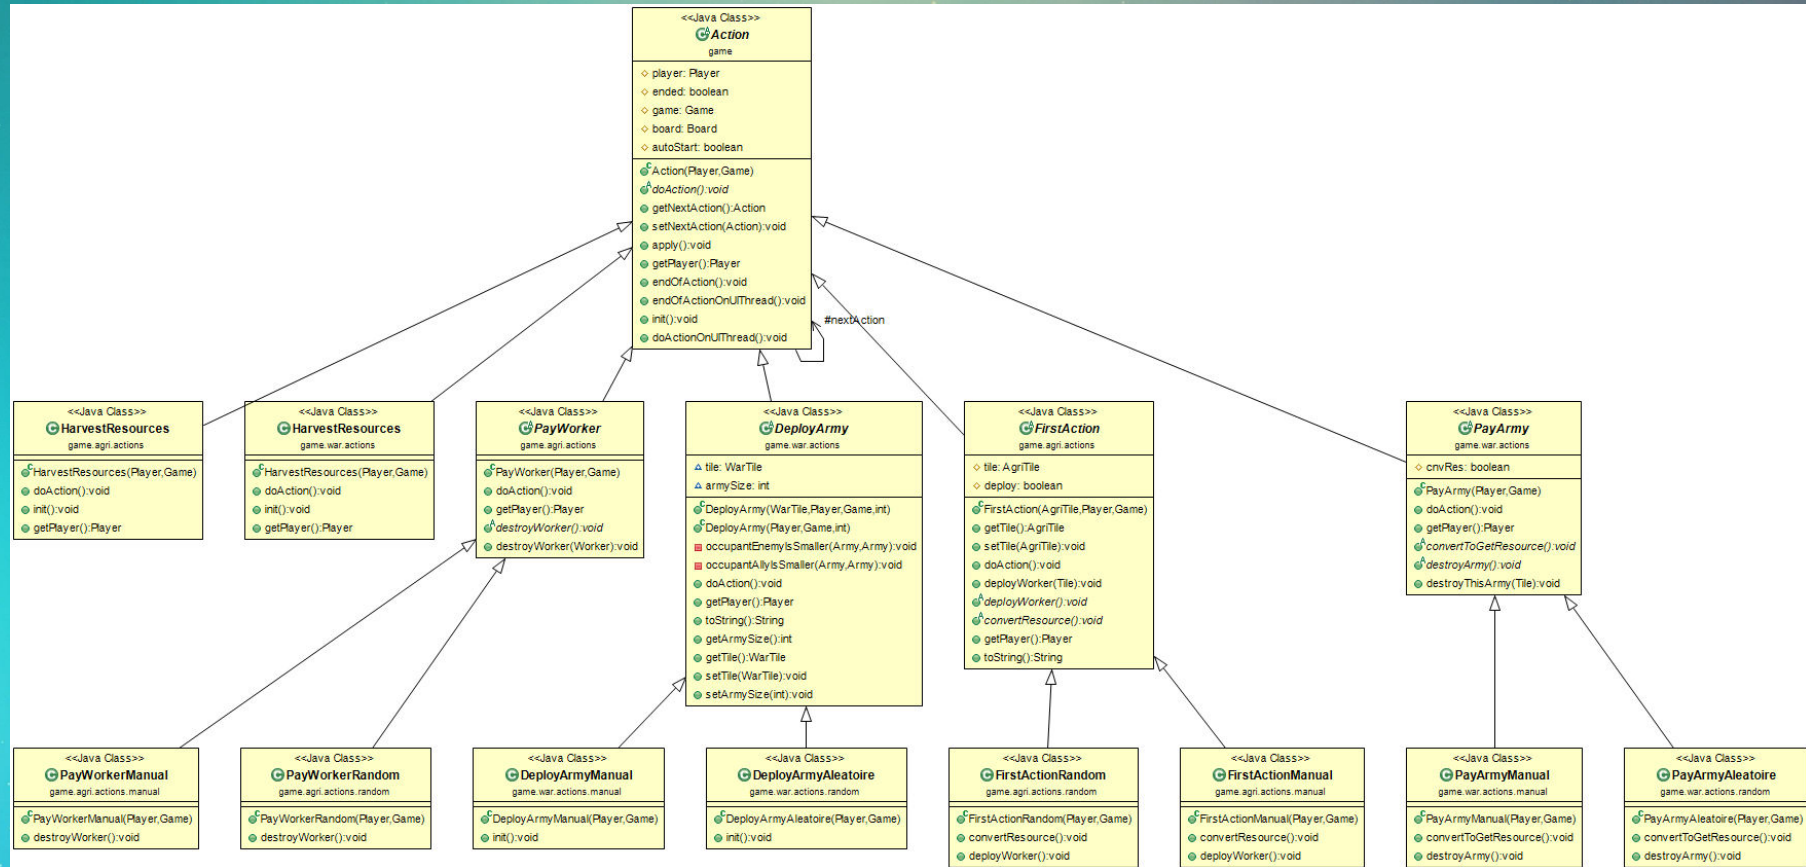 <<Java Class>>
Action
game
player: Player
ended: boolean
game: Game
board: Board
autoStart: boolean
Action(Player,Game)
doAction():void
getNextAction():Action
setNextAction(Action):void
apply():void
getPlayer():Player
endOfAction():void
endOfActionOnUIThread():void
init():void
doActionOnUIThread():void
#nextAction
<<Java Class>>
HarvestResources
game.agri.actions
HarvestResources(Player,Game)
doAction():void
init():void
getPlayer():Player
<<Java Class>>
HarvestResources
game.war.actions
HarvestResources(Player,Game)
doAction():void
init():void
getPlayer():Player
<<Java Class>>
PayWorker
game.agri.actions
PayWorker(Player,Game)
doAction():void
getPlayer():Player
destroyWorker():void
destroyWorker(Worker):void
<<Java Class>>
DeployArmy
game.war.actions
tile: WarTile
armySize: int
DeployArmy(WarTile,Player,Game,int)
DeployArmy(Player,Game,int)
occupantEnemyIsSmaller(Army,Army):void
occupantAllyIsSmaller(Army,Army):void
doAction():void
getPlayer():Player
toString():String
getArmySize():int
getTile():WarTile
setTile(WarTile):void
setArmySize(int):void
<<Java Class>>
FirstAction
game.agri.actions
tile: AgriTile
deploy: boolean
FirstAction(AgriTile,Player,Game)
getTile():AgriTile
setTile(AgriTile):void
doAction():void
deployWorker(Tile):void
deployWorker():void
convertResource():void
getPlayer():Player
toString():String
<<Java Class>>
PayArmy
game.war.actions
cnvRes: boolean
PayArmy(Player,Game)
doAction():void
getPlayer():Player
convertToGetResource():void
destroyArmy():void
destroyThisArmy(Tile):void
<<Java Class>>
PayWorkerManual
game.agri.actions.manual
PayWorkerManual(Player,Game)
destroyWorker():void
<<Java Class>>
PayWorkerRandom
game.agri.actions.random
PayWorkerRandom(Player,Game)
destroyWorker():void
<<Java Class>>
DeployArmyManual
game.war.actions.manual
DeployArmyManual(Player,Game)
init():void
<<Java Class>>
DeployArmyAleatoire
game.war.actions.random
DeployArmyAleatoire(Player,Game)
init():void
<<Java Class>>
FirstActionRandom
game.agri.actions.random
FirstActionRandom(Player,Game)
convertResource():void
deployWorker():void
<<Java Class>>
FirstActionManual
game.agri.actions.manual
FirstActionManual(Player,Game)
convertResource():void
deployWorker():void
<<Java Class>>
PayArmyManual
game.war.actions.manual
PayArmyManual(Player,Game)
convertToGetResource():void
destroyArmy():void
<<Java Class>>
PayArmyAleatoire
game.war.actions.random
PayArmyAleatoire(Player,Game)
convertToGetResource():void
destroyArmy():void